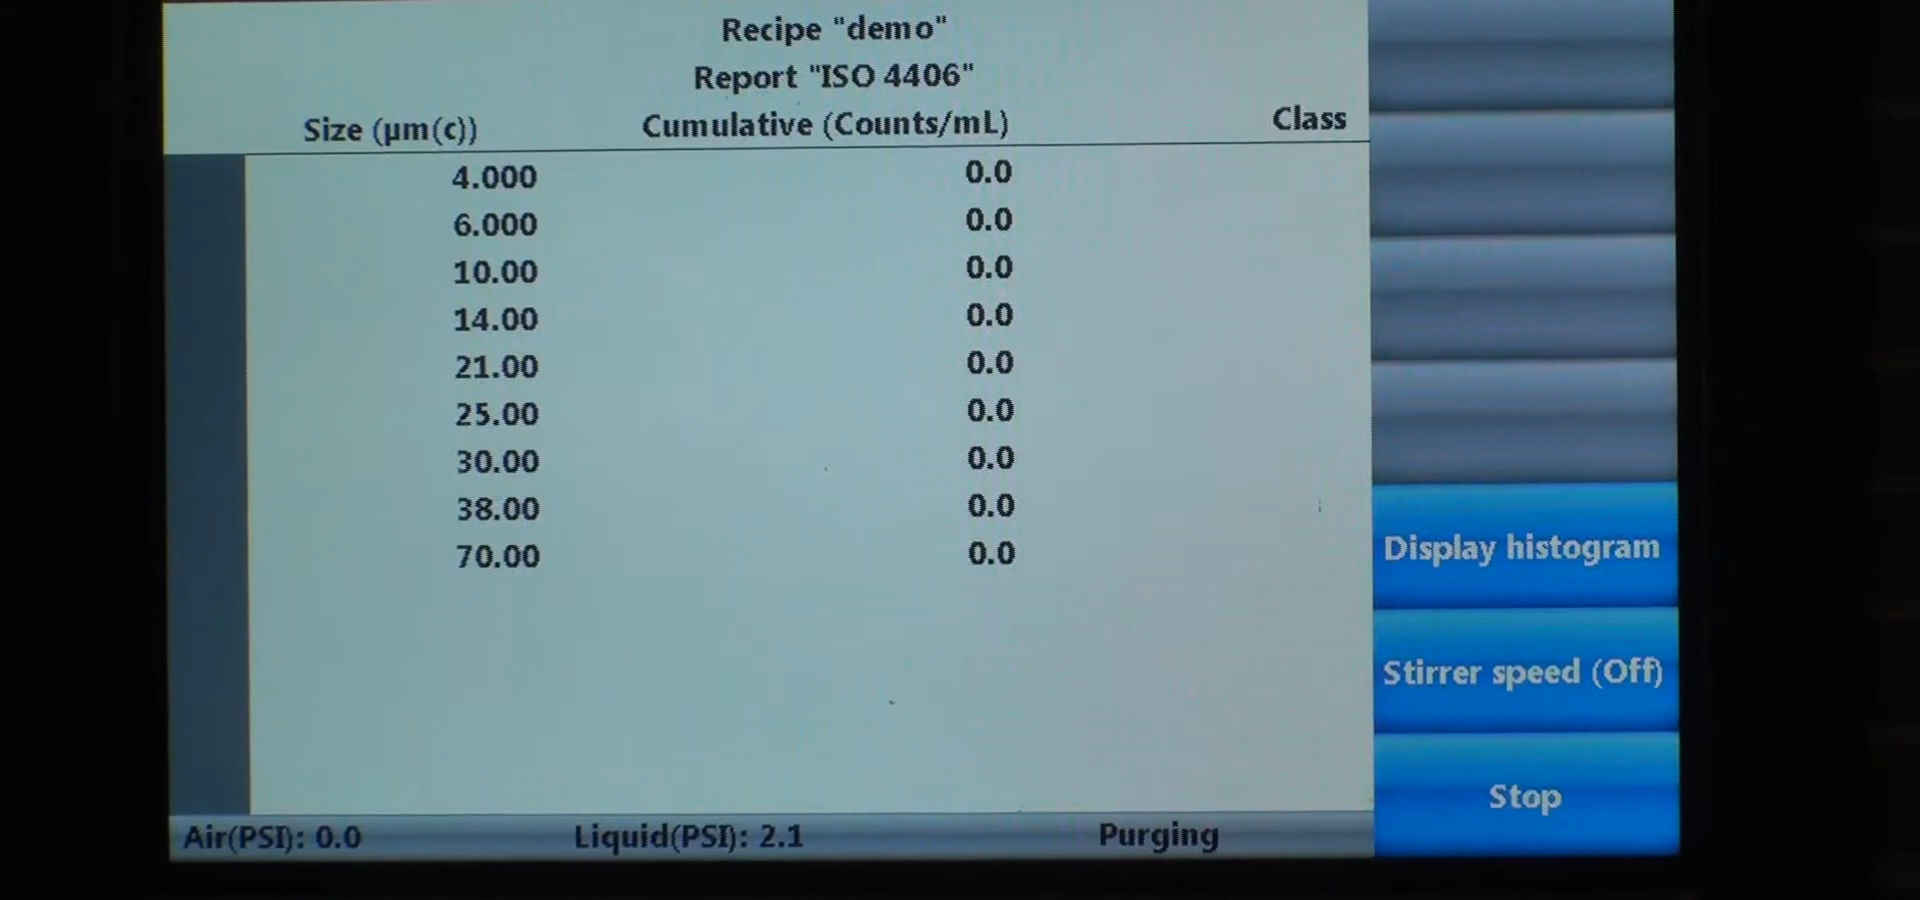 Recipe "demo"
Report "ISO 4406"
Size (µm(c)) Cumulative (Counts/mL) Class
4.000 0.0
6.000 0.0
10.00 0.0
14.00 0.0
21.00 0.0
25.00 0.0
30.00 0.0
38.00 0.0
70.00 0.0
Display histogram
Stirrer speed (Off)
Stop
Air(PSI): 0.0 Liquid(PSI): 2.1 Purging